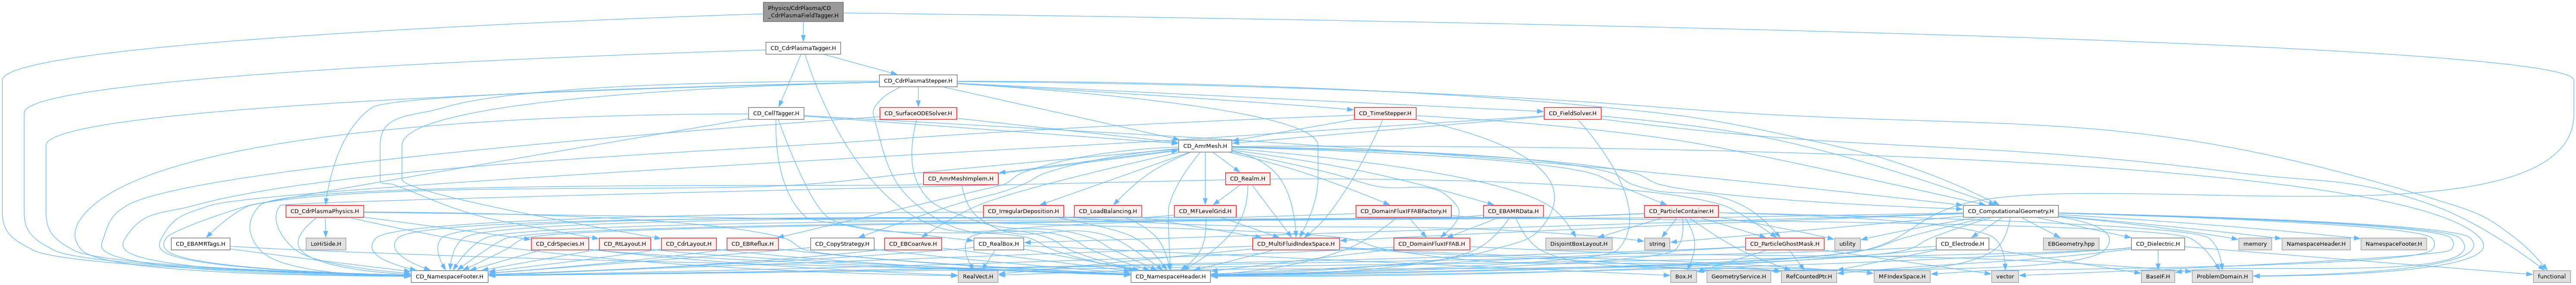 Physics/CdrPlasma/CD
_CdrPlasmaFieldTagger.H
CD_CdrPlasmaTagger.H
CD_CdrPlasmaStepper.H
CD_CellTagger.H
CD_SurfaceODESolver.H
CD_TimeStepper.H
CD_FieldSolver.H
CD_AmrMesh.H
CD_AmrMeshImplem.H
CD_Realm.H
CD_CdrPlasmaPhysics.H
CD_IrregularDeposition.H
CD_LoadBalancing.H
CD_MFLevelGrid.H
CD_DomainFluxIFFABFactory.H
CD_EBAMRData.H
CD_ParticleContainer.H
CD_ComputationalGeometry.H
CD_EBAMRTags.H
LoHiSide.H
CD_CdrSpecies.H
CD_RtLayout.H
CD_CdrLayout.H
CD_EBReflux.H
CD_CopyStrategy.H
CD_EBCoarAve.H
CD_RealBox.H
CD_MultiFluidIndexSpace.H
CD_DomainFluxIFFAB.H
DisjointBoxLayout.H
string
CD_ParticleGhostMask.H
utility
CD_Electrode.H
EBGeometry.hpp
CD_Dielectric.H
memory
NamespaceHeader.H
NamespaceFooter.H
CD_NamespaceFooter.H
RealVect.H
CD_NamespaceHeader.H
Box.H
GeometryService.H
RefCountedPtr.H
MFIndexSpace.H
vector
BaseIF.H
ProblemDomain.H
functional